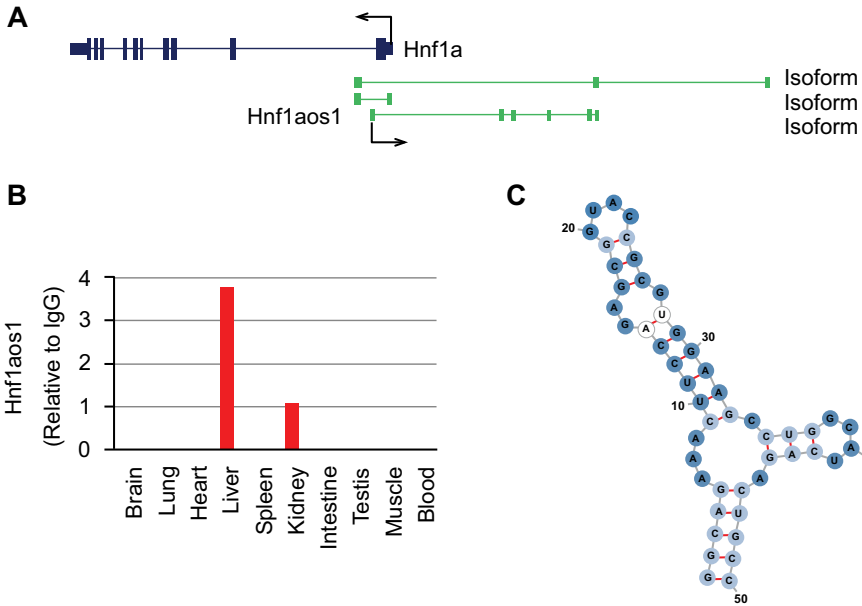 A
Hnf1a
Isoform
Isoform
Hnf1aos1
Isoform
B
Hnf1aos1
(Relative to IgG)
4
3
2
1
0
Brain
Lung
Heart
Liver
Spleen
Kidney
Intestine
Testis
Muscle
Blood
C
G G C A G A A A C U U C C A G A G C G G U A C C G C G U G G A A G C C U G G C A U C A G A C U G C C
10
20
30
50